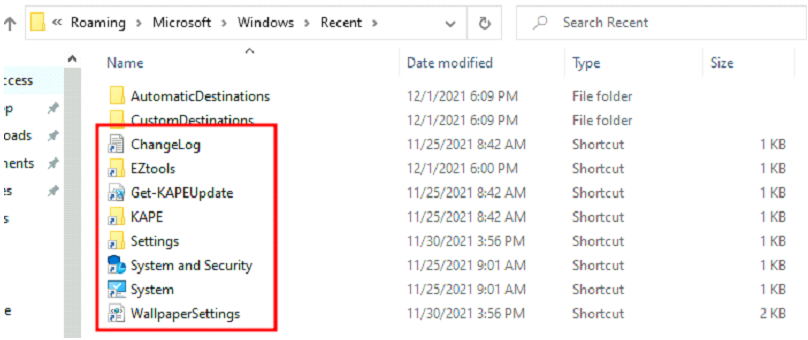 « Roaming > Microsoft > Windows > Recent > Search Recent
Name Date modified Type Size
ccess
AutomaticDestinations 12/1/2021 6:09 PM File folder
op CustomDestinations 12/1/2021 6:09 PM File folder
oads ChangeLog 11/25/2021 8:42 AM Shortcut 1 KB
nents EZtools 12/1/2021 6:00 PM Shortcut 1 KB
es Get-KAPEUpdate 11/25/2021 8:42 AM Shortcut 1 KB
s KAPE 11/25/2021 8:42 AM Shortcut 1 KB
Settings 11/30/2021 3:56 PM Shortcut 1 KB
System and Security 11/25/2021 9:01 AM Shortcut 1 KB
System 11/25/2021 9:01 AM Shortcut 1 KB
e WallpaperSettings 11/30/2021 3:56 PM Shortcut 2 KB